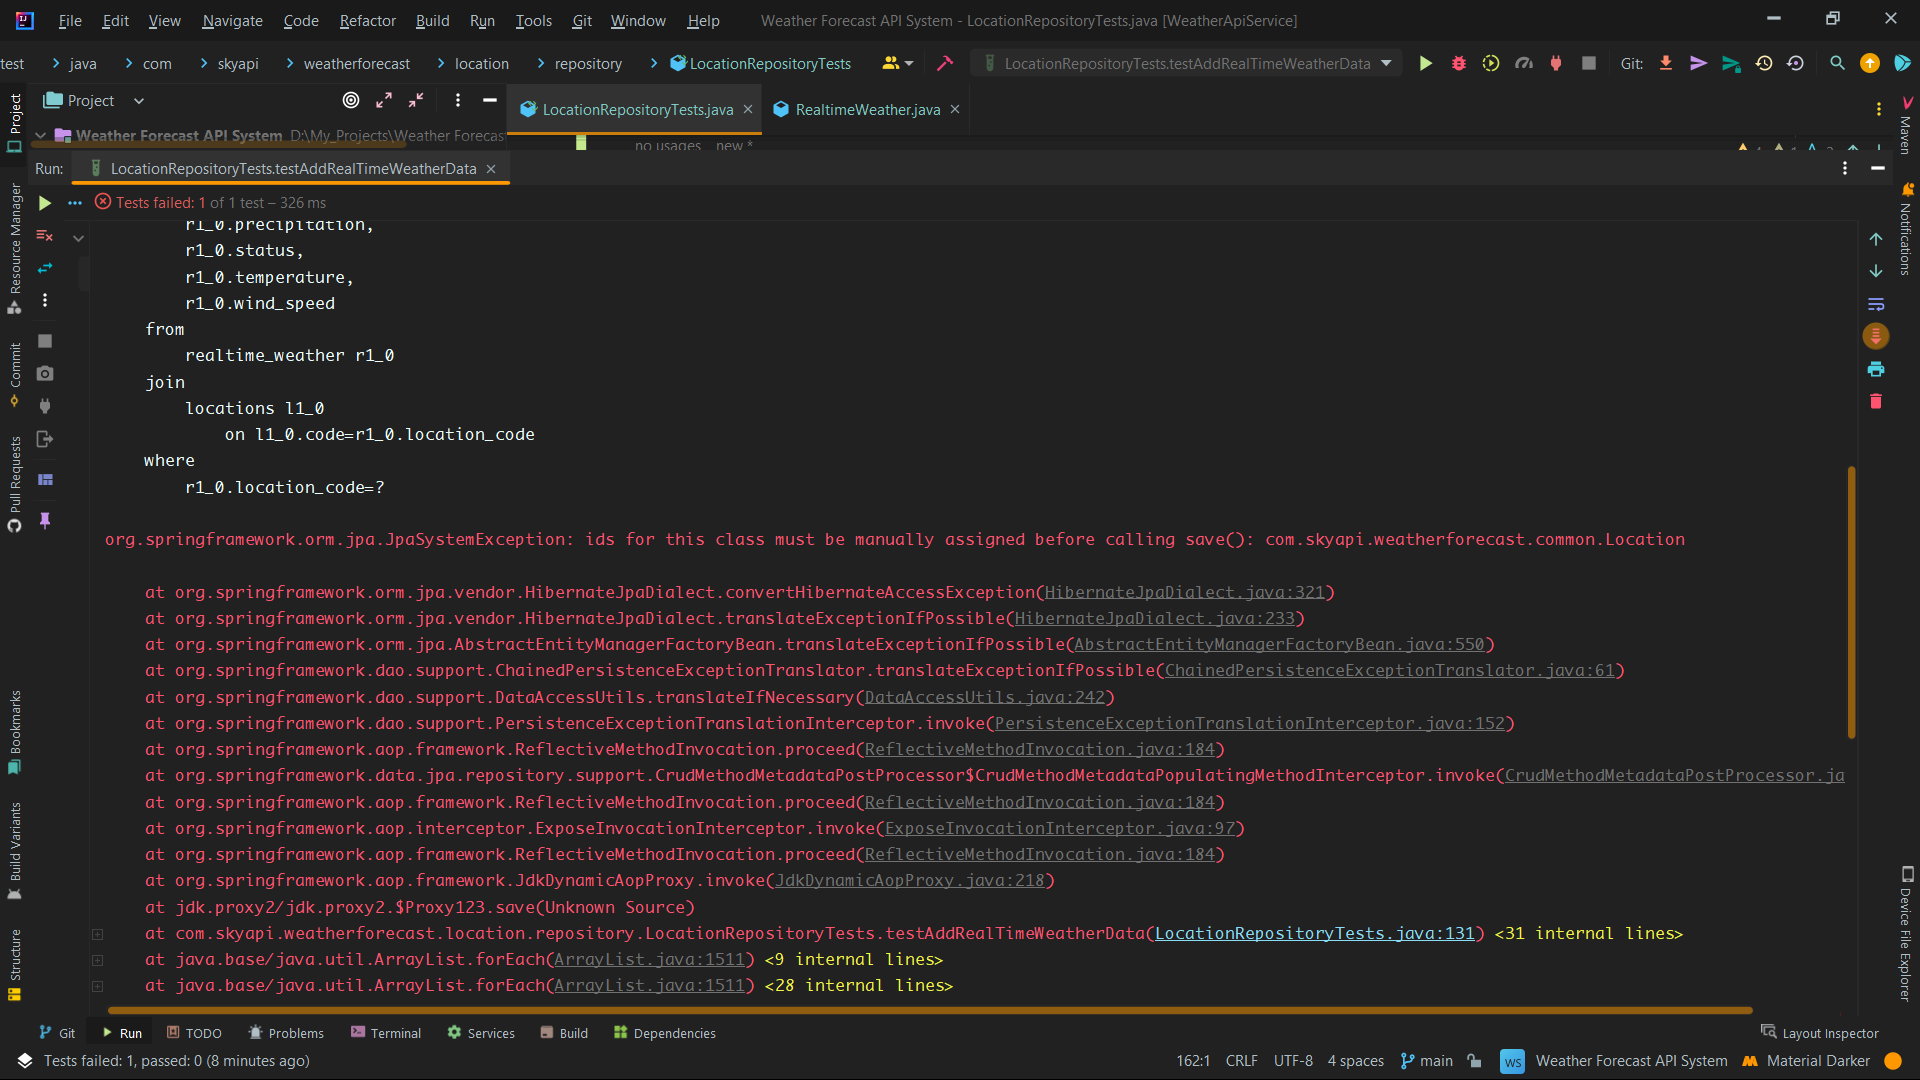 File Edit View Navigate Code Refactor Build Run Tools Git Window Help Weather Forecast API System - LocationRepositoryTests.java [WeatherApiService]
test java com skyapi weatherforecast location repository LocationRepositoryTests LocationRepositoryTests.testAddRealTimeWeatherData Git:
Project LocationRepositoryTests.java RealtimeWeather.java
Weather Forecast API System D:\My_Projects\Weather Forecas
no usages new *
Run: LocationRepositoryTests.testAddRealTimeWeatherData
Tests failed: 1 of 1 test – 326 ms
r1_0.precipitation,
r1_0.status,
r1_0.temperature,
r1_0.wind_speed
from
realtime_weather r1_0
join
locations l1_0
on l1_0.code=r1_0.location_code
where
r1_0.location_code=?
org.springframework.orm.jpa.JpaSystemException: ids for this class must be manually assigned before calling save(): com.skyapi.weatherforecast.common.Location
at org.springframework.orm.jpa.vendor.HibernateJpaDialect.convertHibernateAccessException(HibernateJpaDialect.java:321)
at org.springframework.orm.jpa.vendor.HibernateJpaDialect.translateExceptionIfPossible(HibernateJpaDialect.java:233)
at org.springframework.orm.jpa.AbstractEntityManagerFactoryBean.translateExceptionIfPossible(AbstractEntityManagerFactoryBean.java:550)
at org.springframework.dao.support.ChainedPersistenceExceptionTranslator.translateExceptionIfPossible(ChainedPersistenceExceptionTranslator.java:61)
at org.springframework.dao.support.DataAccessUtils.translateIfNecessary(DataAccessUtils.java:242)
at org.springframework.dao.support.PersistenceExceptionTranslationInterceptor.invoke(PersistenceExceptionTranslationInterceptor.java:152)
at org.springframework.aop.framework.ReflectiveMethodInvocation.proceed(ReflectiveMethodInvocation.java:184)
at org.springframework.data.jpa.repository.support.CrudMethodMetadataPostProcessor$CrudMethodMetadataPopulatingMethodInterceptor.invoke(CrudMethodMetadataPostProcessor.ja
at org.springframework.aop.framework.ReflectiveMethodInvocation.proceed(ReflectiveMethodInvocation.java:184)
at org.springframework.aop.interceptor.ExposeInvocationInterceptor.invoke(ExposeInvocationInterceptor.java:97)
at org.springframework.aop.framework.ReflectiveMethodInvocation.proceed(ReflectiveMethodInvocation.java:184)
at org.springframework.aop.framework.JdkDynamicAopProxy.invoke(JdkDynamicAopProxy.java:218)
at jdk.proxy2/jdk.proxy2.$Proxy123.save(Unknown Source)
at com.skyapi.weatherforecast.location.repository.LocationRepositoryTests.testAddRealTimeWeatherData(LocationRepositoryTests.java:131) <31 internal lines>
at java.base/java.util.ArrayList.forEach(ArrayList.java:1511) <9 internal lines>
at java.base/java.util.ArrayList.forEach(ArrayList.java:1511) <28 internal lines>
Git Run TODO Problems Terminal Services Build Dependencies Layout Inspector
Tests failed: 1, passed: 0 (8 minutes ago) 162:1 CRLF UTF-8 4 spaces main WS Weather Forecast API System Material Darker
Project
Resource Manager
Commit
Pull Requests
Bookmarks
Build Variants
Structure
Maven
Notifications
Device File Explorer